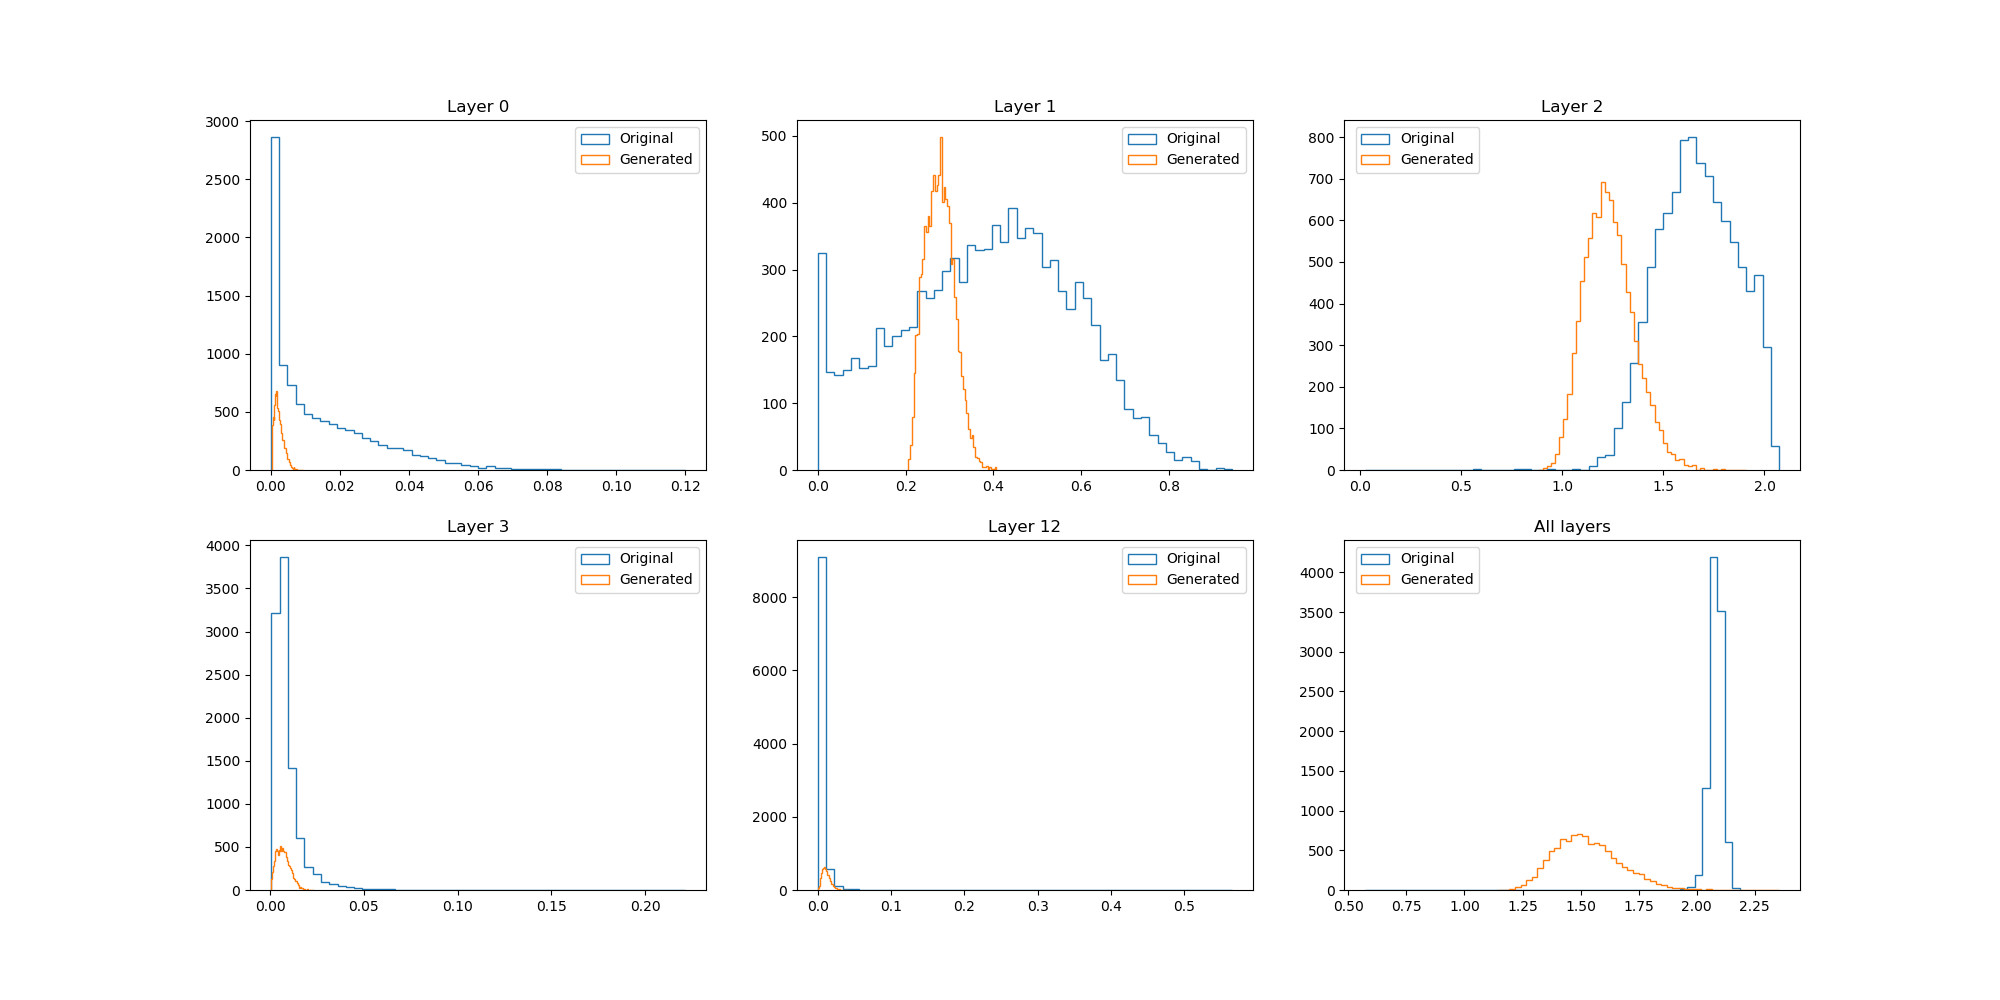 Layer 0
3000
2500
2000
1500
1000
500
0
0.00 0.02 0.04 0.06 0.08 0.10 0.12
Original
Generated
Layer 1
500
400
300
200
100
0
0.0 0.2 0.4 0.6 0.8
Original
Generated
Layer 2
800
700
600
500
400
300
200
100
0
0.0 0.5 1.0 1.5 2.0
Original
Generated
Layer 3
4000
3500
3000
2500
2000
1500
1000
500
0
0.00 0.05 0.10 0.15 0.20
Original
Generated
Layer 12
8000
6000
4000
2000
0
0.0 0.1 0.2 0.3 0.4 0.5
Original
Generated
All layers
4000
3500
3000
2500
2000
1500
1000
500
0
0.50 0.75 1.00 1.25 1.50 1.75 2.00 2.25
Original
Generated